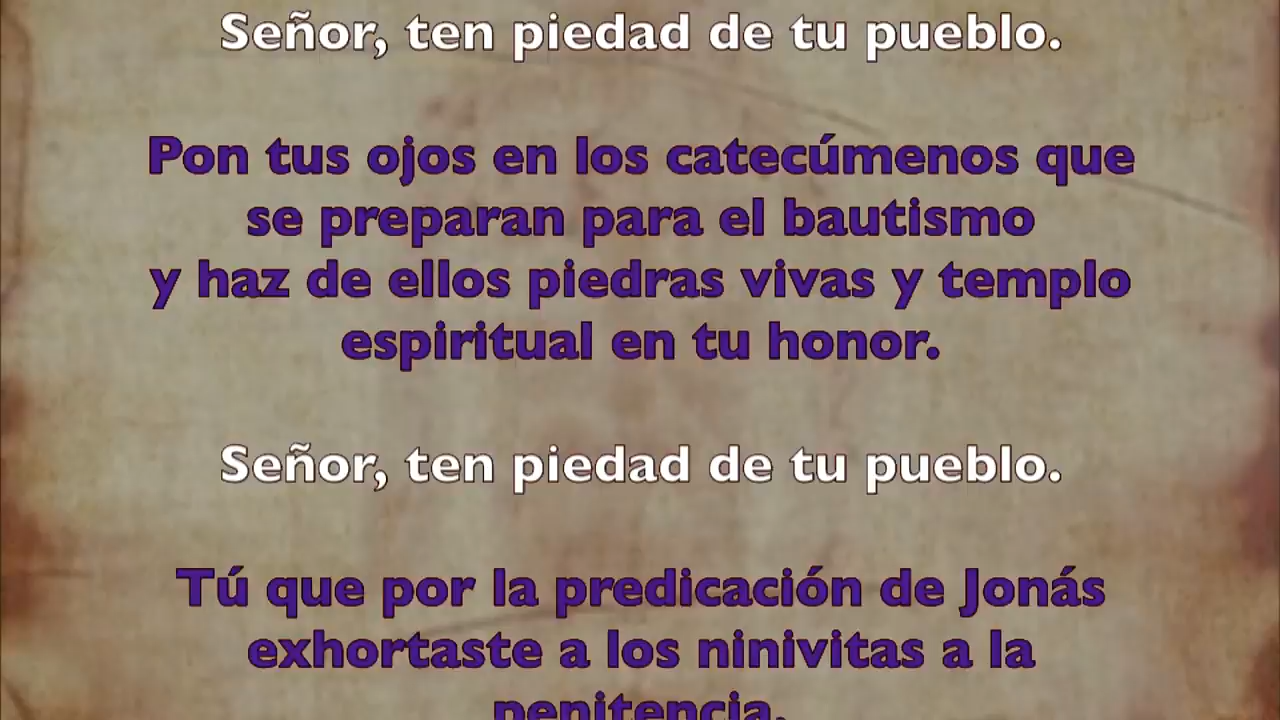 Señor, ten piedad de tu pueblo.
Pon tus ojos en los catecúmenos que
se preparan para el bautismo
y haz de ellos piedras vivas y templo
espiritual en tu honor.
Señor, ten piedad de tu pueblo.
Tú que por la predicación de Jonás
exhortaste a los ninivitas a la
penitencia,